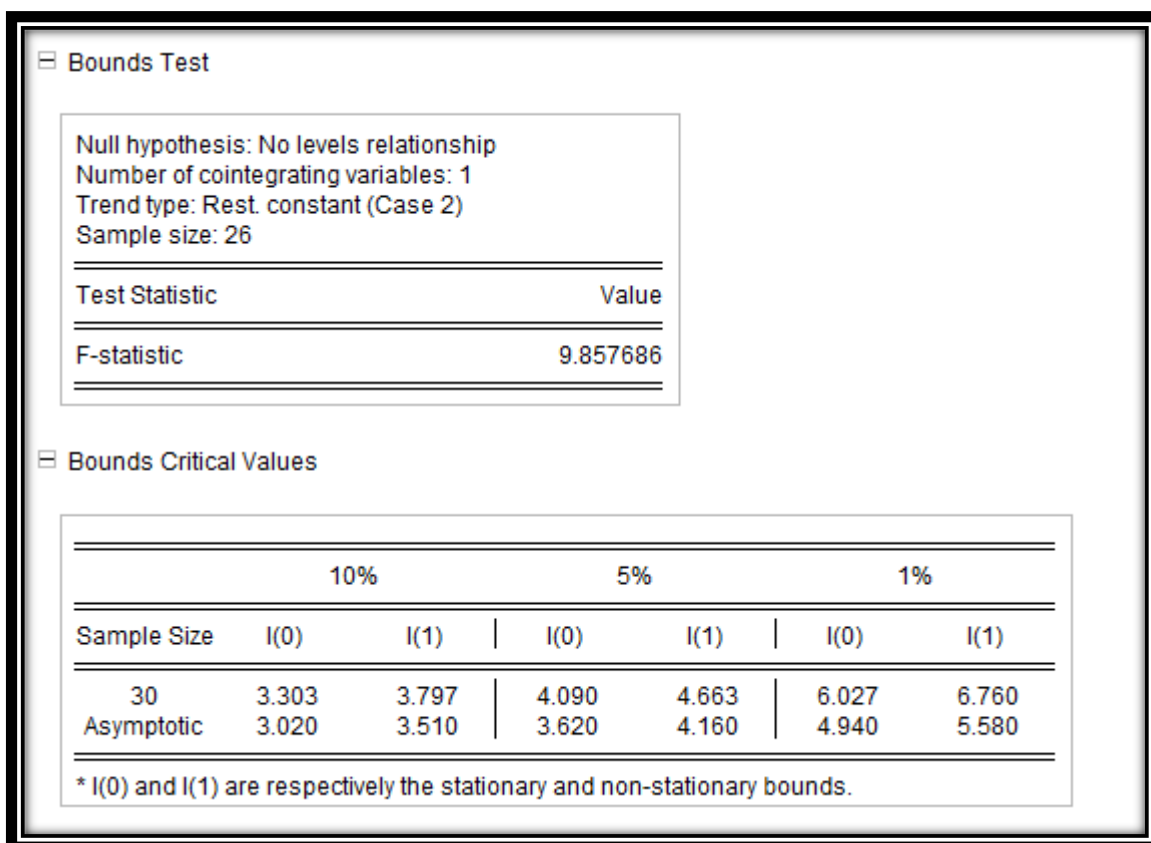 Bounds Test
Null hypothesis: No levels relationship
Number of cointegrating variables: 1
Trend type: Rest. constant (Case 2)
Sample size: 26
Test Statistic Value
F-statistic 9.857686
Bounds Critical Values
10% 5% 1%
Sample Size I(0) I(1) I(0) I(1) I(0) I(1)
30 3.303 3.797 4.090 4.663 6.027 6.760
Asymptotic 3.020 3.510 3.620 4.160 4.940 5.580
* I(0) and I(1) are respectively the stationary and non-stationary bounds.